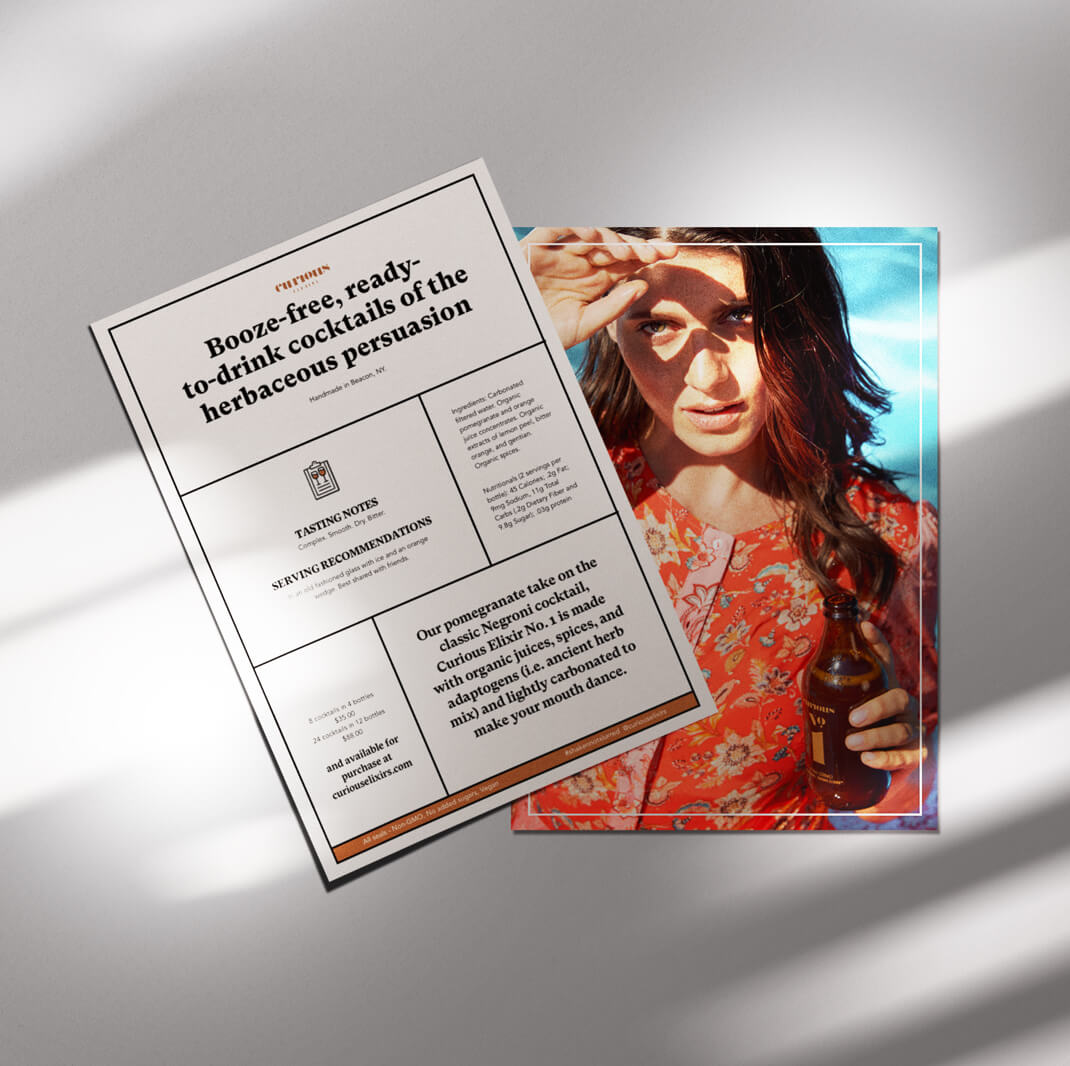 curious
ELIXIRS
Booze-free, ready-
to-drink cocktails of the
herbaceous persuasion
Handmade in Beacon, NY.
TASTING NOTES
Complex. Smooth. Dry. Bitter.
SERVING RECOMMENDATIONS
In an old fashioned glass with ice and an orange
wedge. Best shared with friends.
Ingredients: Carbonated
filtered water. Organic
pomegranate and orange
juice concentrates. Organic
extracts of lemon peel, bitter
orange, and gentian.
Organic spices.
Nutritionals (2 servings per
bottle): 45 Calories; .2g Fat;
9mg Sodium, 11g Total
Carbs (.2g Dietary Fiber and
9.8g Sugar); .03g protein
8 cocktails in 4 bottles
$35.00
24 cocktails in 12 bottles
$88.00
and available for
purchase at
curiouselixirs.com
Our pomegranate take on the
classic Negroni cocktail,
Curious Elixir No. 1 is made
with organic juices, spices, and
adaptogens (i.e. ancient herb
mix) and lightly carbonated to
make your mouth dance.
All seals - Non-GMO, No added sugars, Vegan
#shakennotslurred @curiouselixirs
CURIOUS
No
1